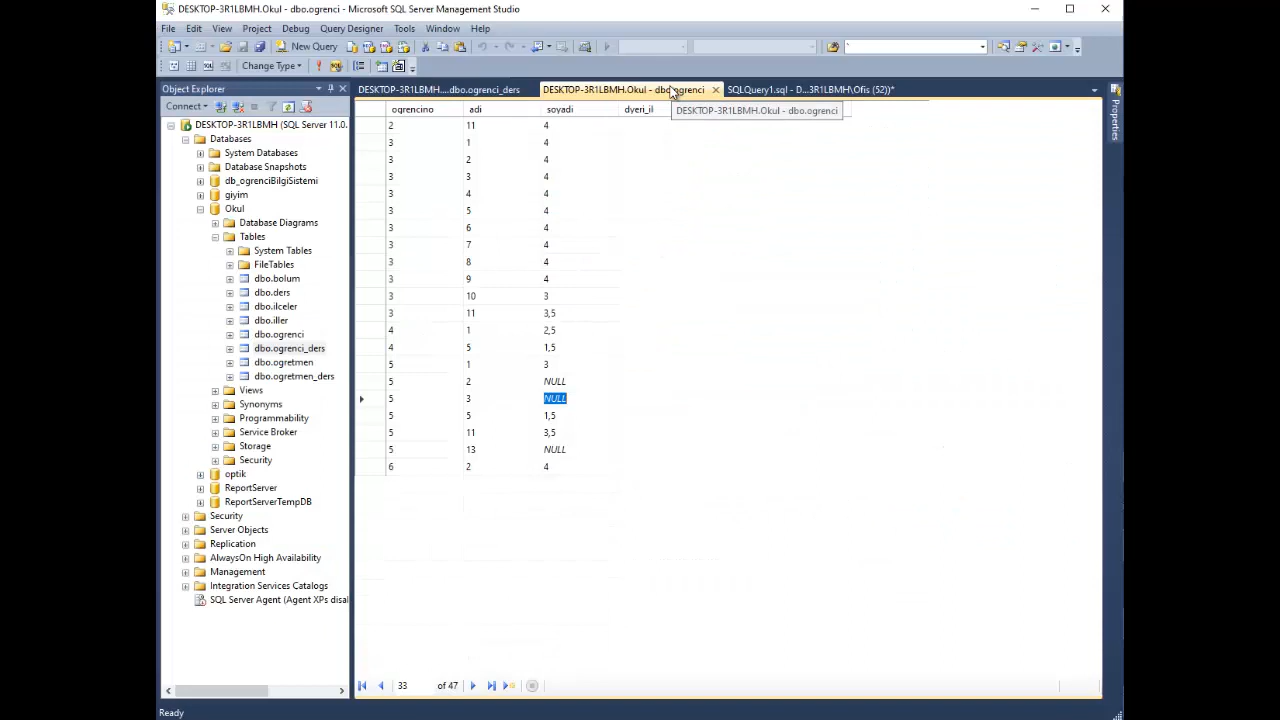 DESKTOP-3R1LBMH.Okul - dbo.ogrenci - Microsoft SQL Server Management Studio
File Edit View Project Debug Query Designer Tools Window Help
New Query
Change Type
Object Explorer
Connect
DESKTOP-3R1LBMH (SQL Server 11.0.
Databases
System Databases
Database Snapshots
db_ogrenciBilgiSistemi
giyim
Okul
Database Diagrams
Tables
System Tables
FileTables
dbo.bolum
dbo.ders
dbo.ilceler
dbo.iller
dbo.ogrenci
dbo.ogrenci_ders
dbo.ogretmen
dbo.ogretmen_ders
Views
Synonyms
Programmability
Service Broker
Storage
Security
optik
ReportServer
ReportServerTempDB
Security
Server Objects
Replication
AlwaysOn High Availability
Management
Integration Services Catalogs
SQL Server Agent (Agent XPs disal
DESKTOP-3R1LBMH....dbo.ogrenci_ders DESKTOP-3R1LBMH.Okul - dbo.ogrenci SQLQuery1.sql - D...3R1LBMH\Ofis (52))*
DESKTOP-3R1LBMH.Okul - dbo.ogrenci
ogrencino adi soyadi dyeri_il
2 11 4
3 1 4
3 2 4
3 3 4
3 4 4
3 5 4
3 6 4
3 7 4
3 8 4
3 9 4
3 10 3
3 11 3,5
4 1 2,5
4 5 1,5
5 1 3
5 2 NULL
5 3 NULL
5 5 1,5
5 11 3,5
5 13 NULL
6 2 4
33 of 47
Properties
Ready